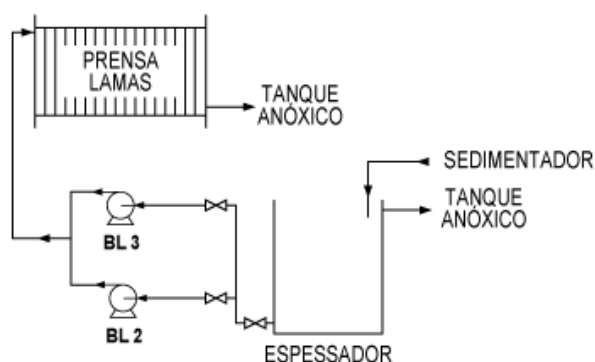 PRENSA
LAMAS
TANQUE
ANÓXICO
SEDIMENTADOR
TANQUE
ANÓXICO
BL 3
BL 2
ESPESSADOR